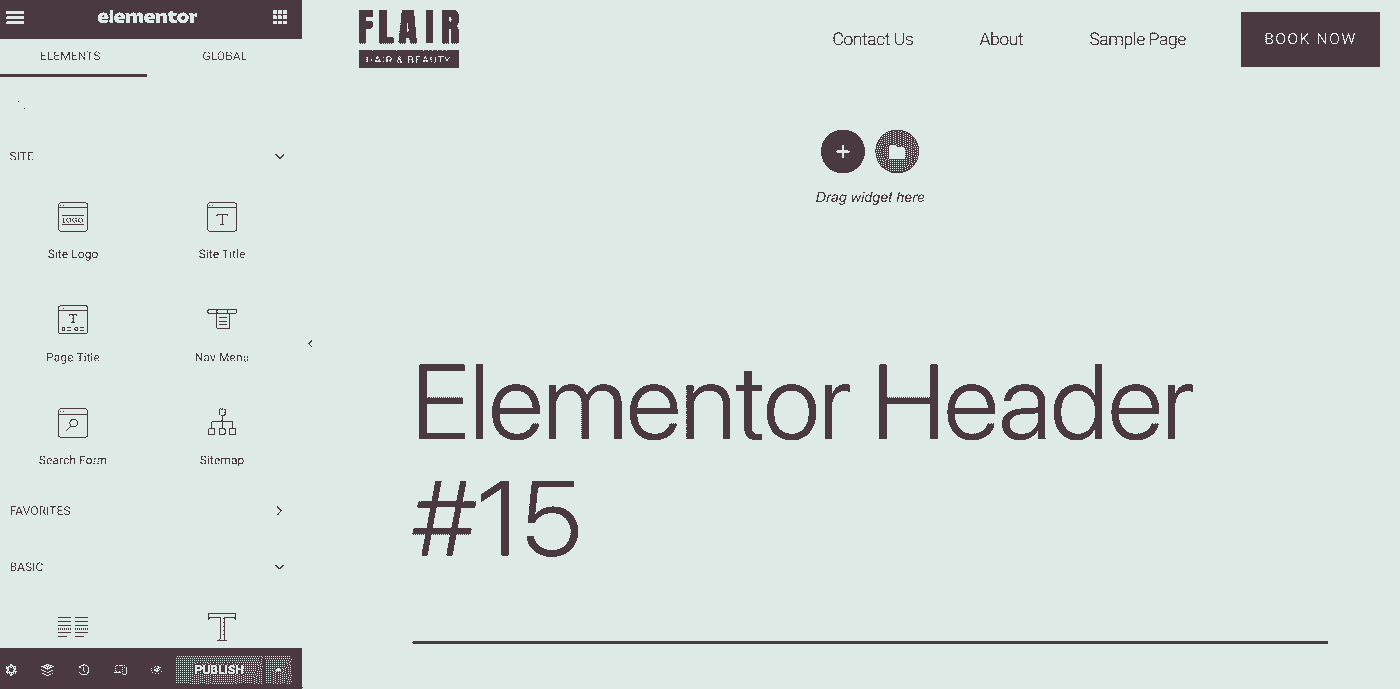 elementor
ELEMENTS GLOBAL
SITE
LOGO T
Site Logo Site Title
T
Page Title Nav Menu
Search Form Sitemap
FAVORITES
BASIC
T
PUBLISH
FLAIR
HAIR & BEAUTY
Contact Us About Sample Page BOOK NOW
Drag widget here
Elementor Header
#15